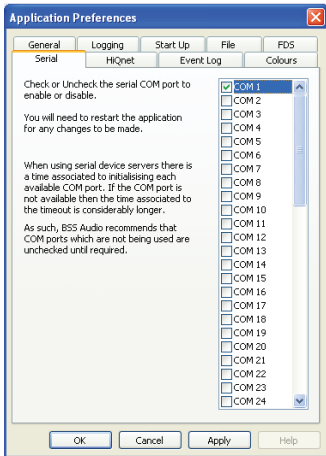 Application Preferences
General Logging Start Up File FDS
Serial HiQnet Event Log Colours
Check or Uncheck the serial COM port to
enable or disable.
You will need to restart the application
for any changes to be made.
When using serial device servers there is
a time associated to initialising each
available COM port. If the COM port is
not available then the time associated to
the timeout is considerably longer.
As such, BSS Audio recommends that
COM ports which are not being used are
unchecked until required.
COM 1
COM 2
COM 3
COM 4
COM 5
COM 6
COM 7
COM 8
COM 9
COM 10
COM 11
COM 12
COM 13
COM 14
COM 15
COM 16
COM 17
COM 18
COM 19
COM 20
COM 21
COM 22
COM 23
COM 24
OK Cancel Apply Help